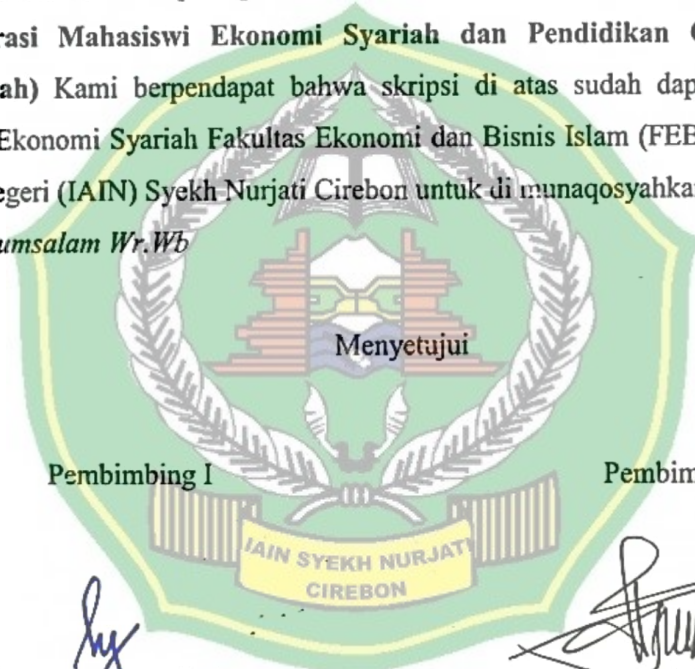 rasi Mahasiswi Ekonomi Syariah dan Pendidikan
ah) Kami berpendapat bahwa skripsi di atas sudah dap
Ekonomi Syariah Fakultas Ekonomi dan Bisnis Islam (FEB
egeri (IAIN) Syekh Nurjati Cirebon untuk di munaqosyahkan
umsalam Wr.Wb
Menyetujui
Pembimbing I Pembim
IAIN SYEKH NURJATI
CIREBON